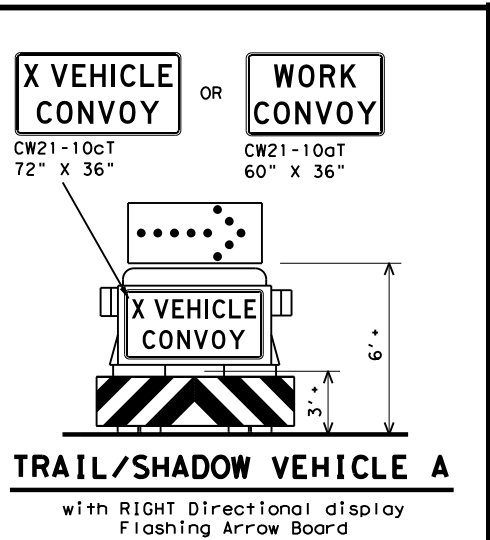 X VEHICLE
CONVOY
OR
WORK
CONVOY
CW21-10cT
72" X 36"
CW21-10aT
60" X 36"
X VEHICLE
CONVOY
6'+
3'+
TRAIL/SHADOW VEHICLE A
with RIGHT Directional display
Flashing Arrow Board